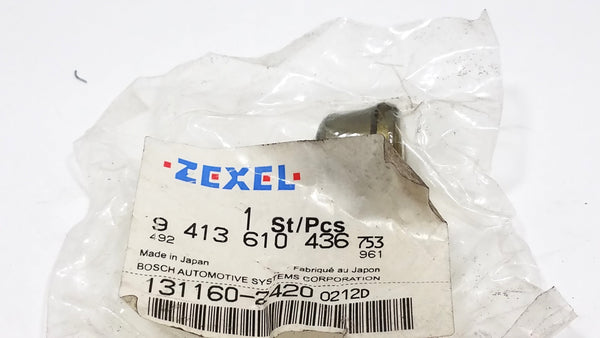 ZEXEL
1 St/Pcs
9 413 610 436 753
492 961
Made in Japan Fabriqué au Japon
BOSCH AUTOMOTIVE SYSTEMS CORPORATION
131160-2420 0212D